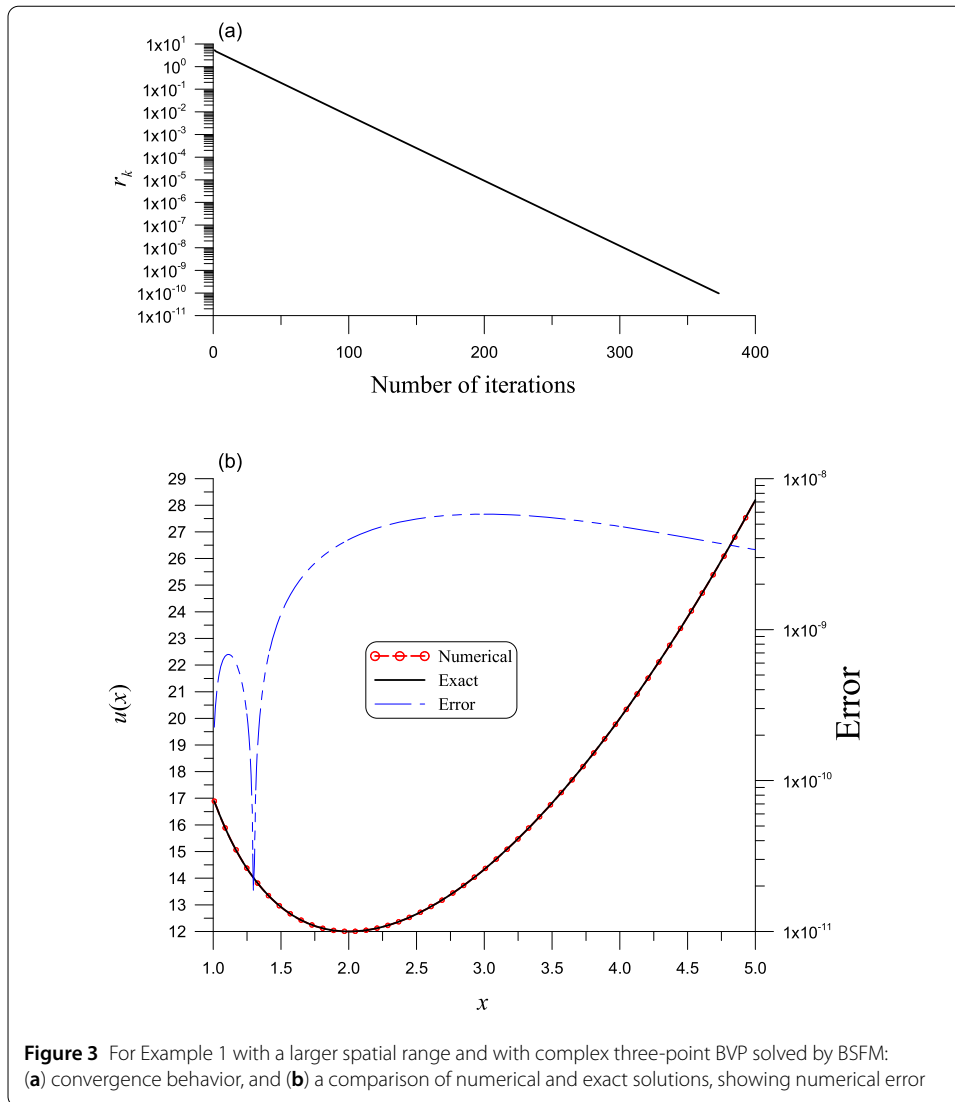 (a)
1x10¹
10⁰
1x10⁻¹
1x10⁻²
1x10⁻³
1x10⁻⁴
1x10⁻⁵
1x10⁻⁶
1x10⁻⁷
1x10⁻⁸
1x10⁻⁹
1x10⁻¹⁰
1x10⁻¹¹
rₖ
0 100 200 300 400
Number of iterations
(b)
29
28
27
26
25
24
23
22
21
20
19
18
17
16
15
14
13
12
u(x)
Numerical
Exact
Error
1x10⁻⁸
1x10⁻⁹
1x10⁻¹⁰
1x10⁻¹¹
Error
1.0 1.5 2.0 2.5 3.0 3.5 4.0 4.5 5.0
x
Figure 3 For Example 1 with a larger spatial range and with complex three-point BVP solved by BSFM:
(a) convergence behavior, and (b) a comparison of numerical and exact solutions, showing numerical error